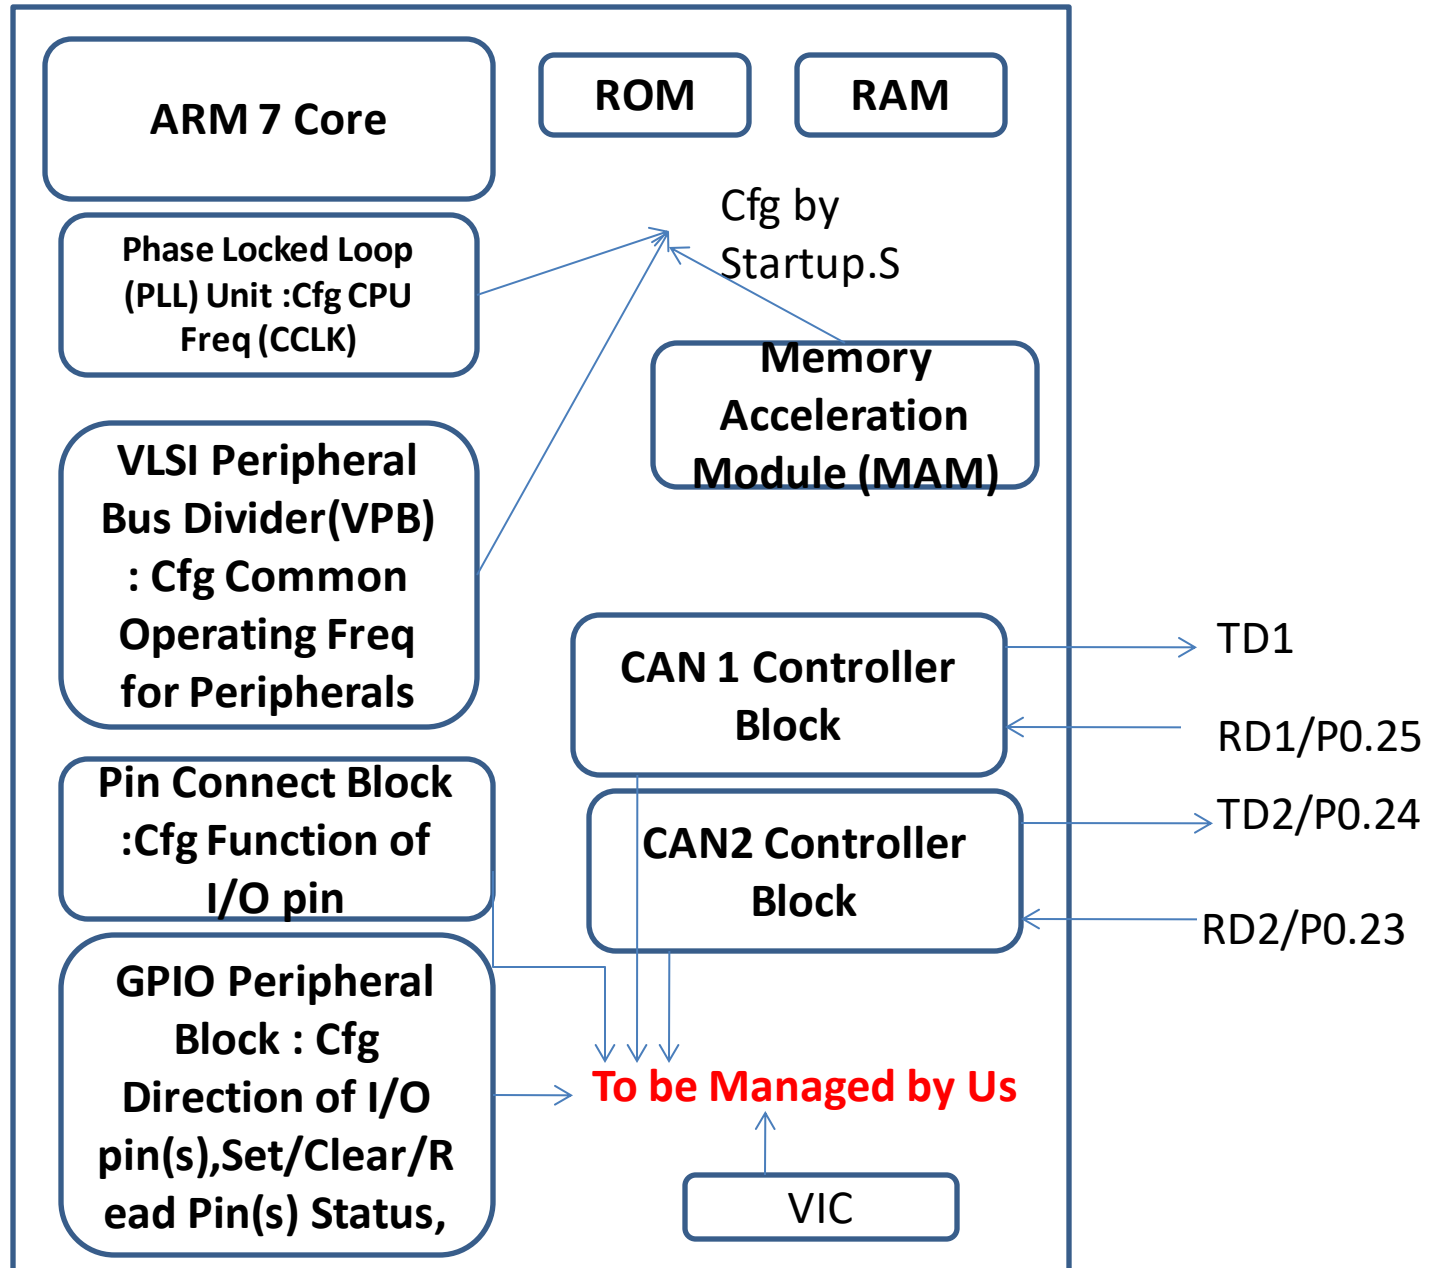 ARM 7 Core
ROM
RAM
Cfg by
Startup.S
Phase Locked Loop
(PLL) Unit :Cfg CPU
Freq (CCLK)
Memory
Acceleration
Module (MAM)
VLSI Peripheral
Bus Divider(VPB)
: Cfg Common
Operating Freq
for Peripherals
CAN 1 Controller
Block
TD1
RD1/P0.25
Pin Connect Block
:Cfg Function of
I/O pin
CAN2 Controller
Block
TD2/P0.24
RD2/P0.23
GPIO Peripheral
Block : Cfg
Direction of I/O
pin(s),Set/Clear/R
ead Pin(s) Status,
To be Managed by Us
VIC